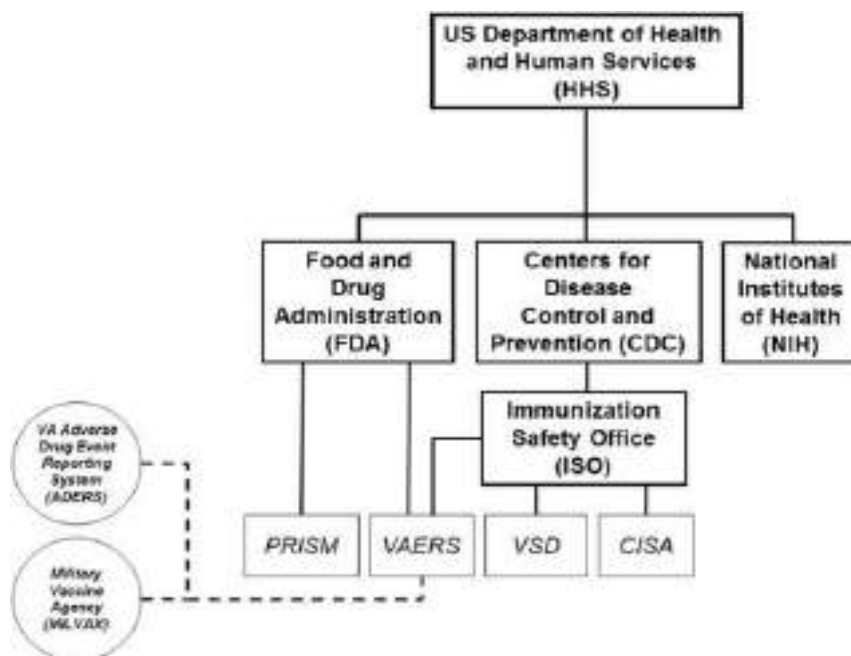 US Department of Health
and Human Services
(HHS)
Food and
Drug
Administration
(FDA)
Centers for
Disease
Control and
Prevention (CDC)
National
Institutes
of Health
(NIH)
Immunization
Safety Office
(ISO)
VA Adverse
Drug Event
Reporting
System
(ADERS)
PRISM
VAERS
VSD
CISA
Military
Vaccine
Agency
(MILVAX)